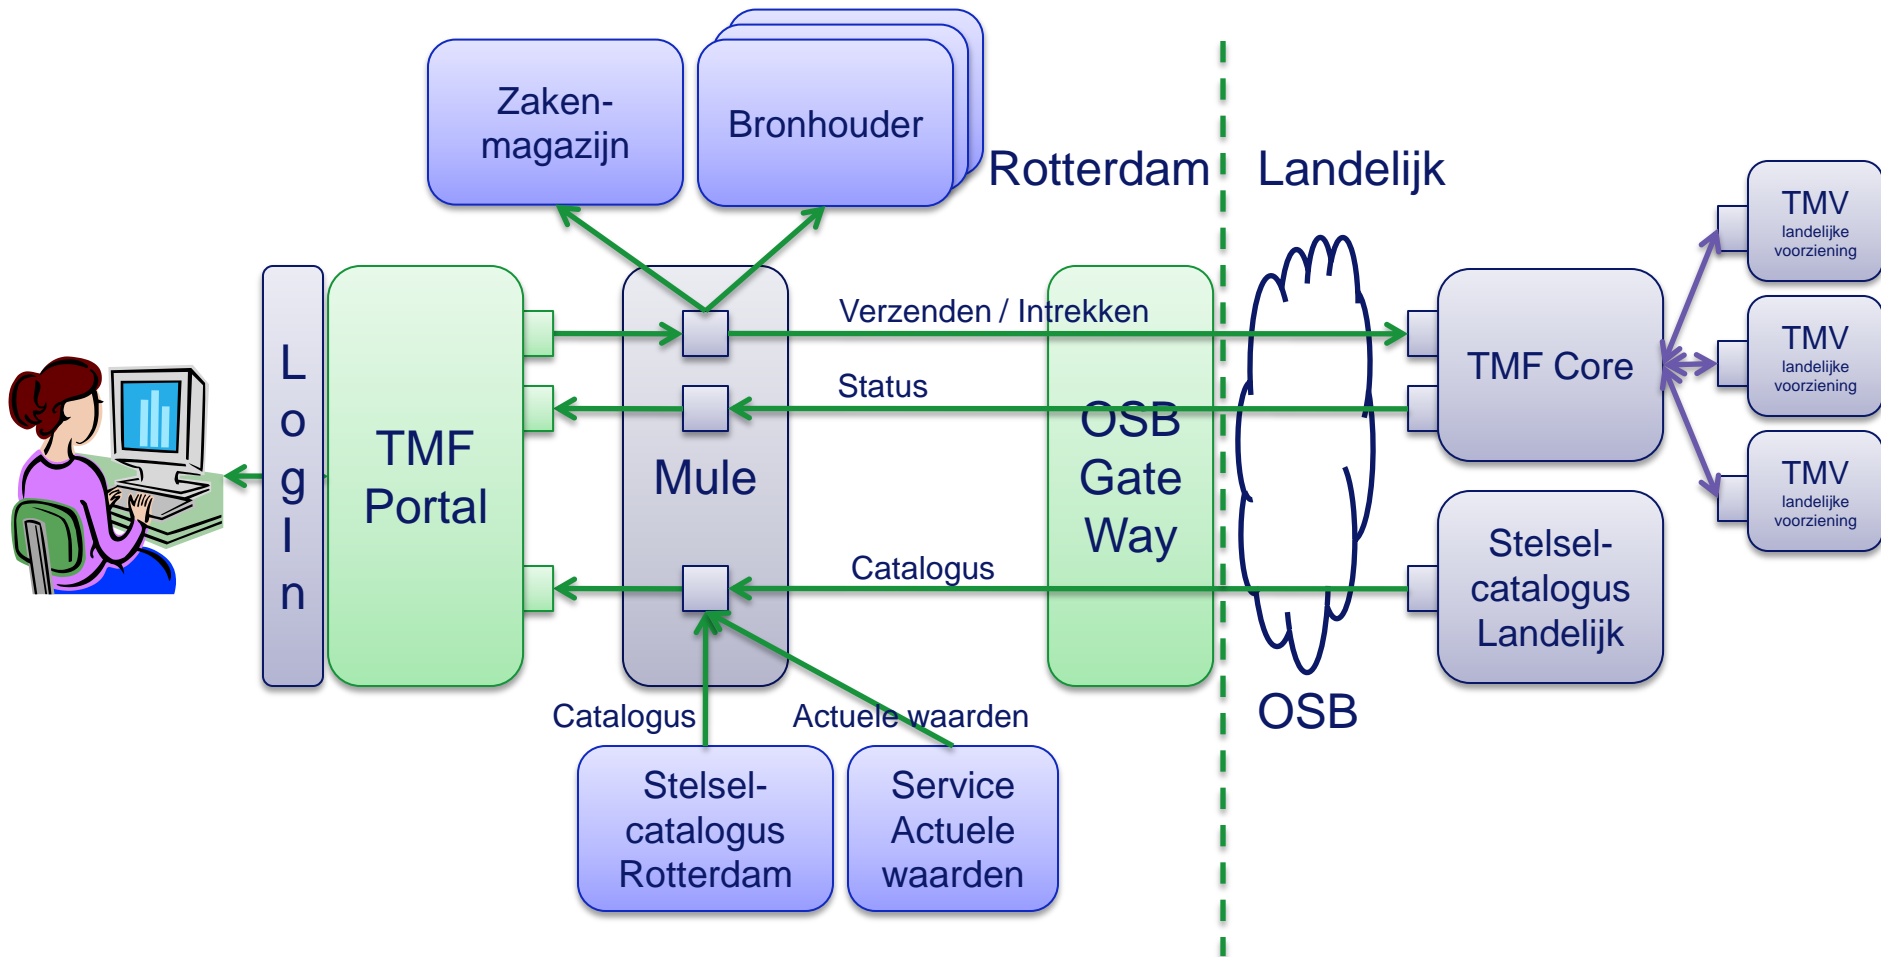 Zaken-
magazijn
Bronhouder
Rotterdam
Landelijk
L
o
g
I
n
TMF
Portal
Mule
Verzenden / Intrekken
Status
Catalogus
OSB
Gate
Way
OSB
TMF Core
Stelsel-
catalogus
Landelijk
TMV
landelijke
voorziening
TMV
landelijke
voorziening
TMV
landelijke
voorziening
Catalogus
Actuele waarden
Stelsel-
catalogus
Rotterdam
Service
Actuele
waarden